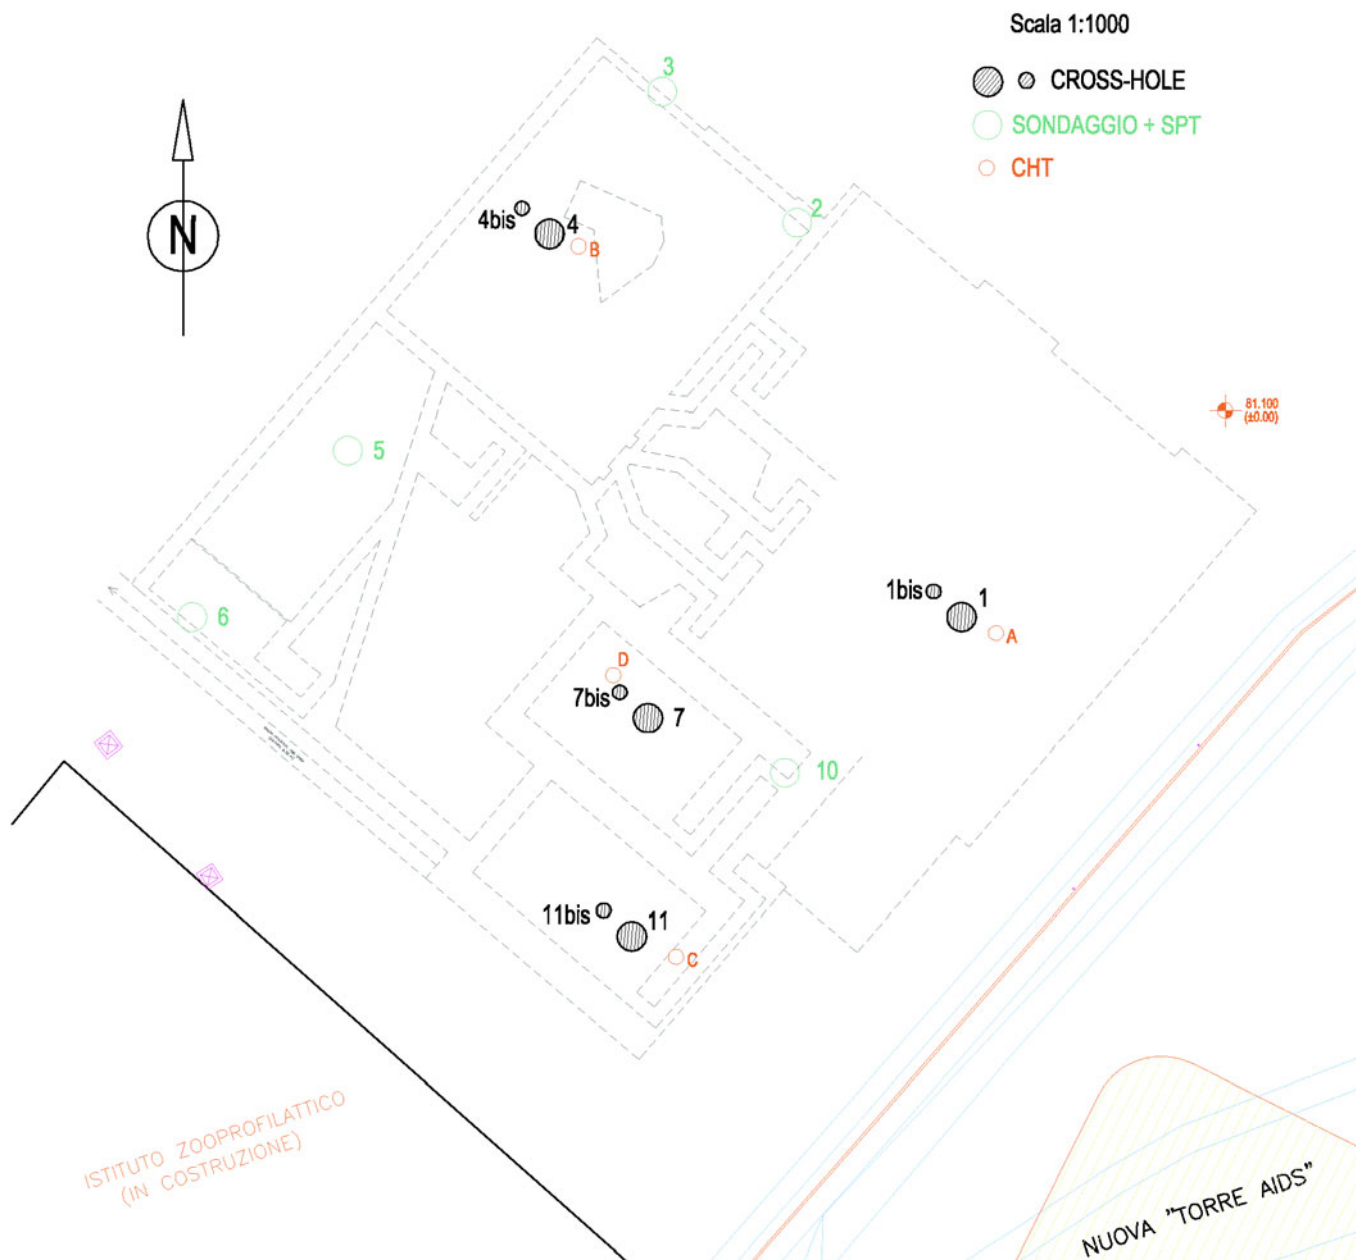 Scala 1:1000
CROSS-HOLE
SONDAGGIO + SPT
CHT
N
3
2
4bis
4
B
81.100
(±0.00)
5
1bis
1
A
6
D
7bis
7
10
11bis
11
C
ISTITUTO ZOOPROFILATTICO
(IN COSTRUZIONE)
NUOVA "TORRE AIDS"